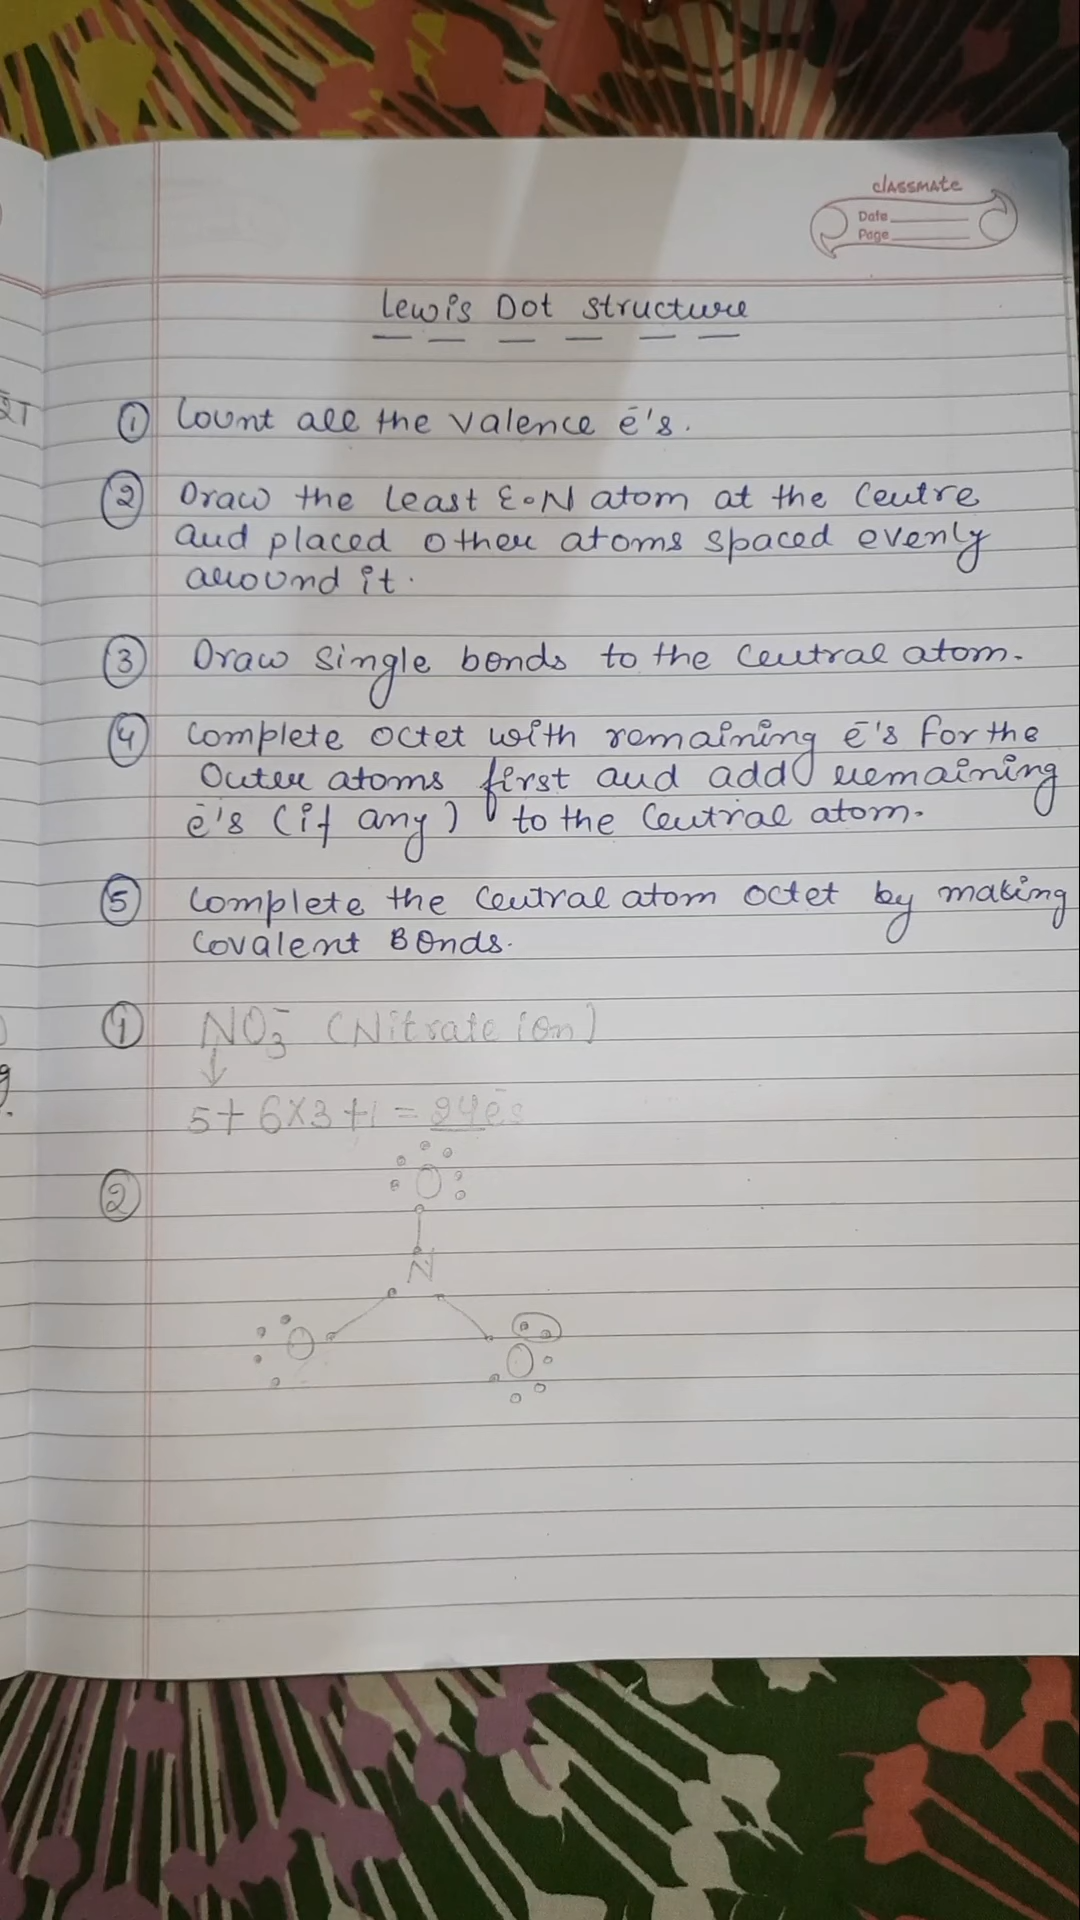 classmate
Date
Page
Lewis Dot structure
① Count all the valence ē's.
② Draw the least E.N atom at the centre
and placed other atoms spaced evenly
around it.
③ Draw single bonds to the central atom.
④ Complete octet with remaining ē's for the
outer atoms first and add remaining
ē's (if any) to the central atom.
⑤ Complete the central atom octet by making
Covalent Bonds.
① NO₃⁻ (Nitrate ion)
↓
5+6×3+1 = 24ēs
②
O
N
O O